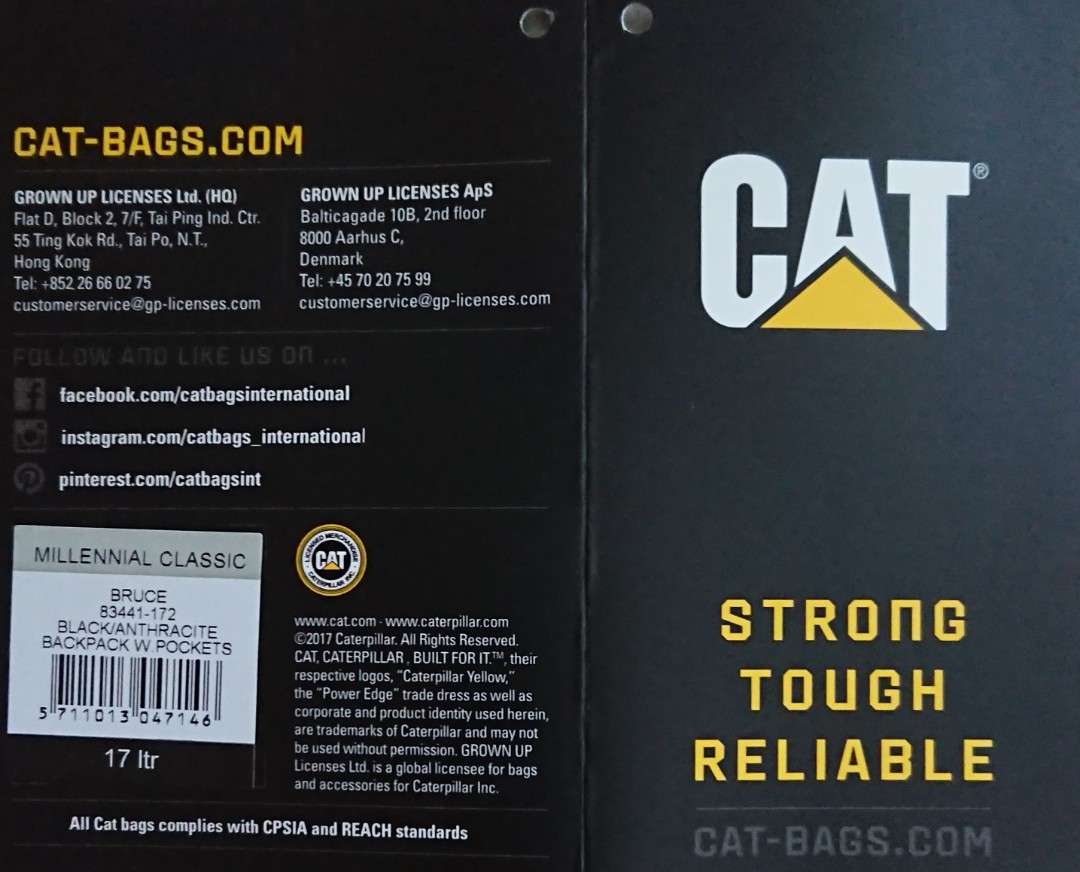 CAT-BAGS.COM
GROWN UP LICENSES Ltd. (HQ)
Flat D, Block 2, 7/F, Tai Ping Ind. Ctr.
55 Ting Kok Rd., Tai Po, N.T.,
Hong Kong
Tel: +852 26 66 02 75
customerservice@gp-licenses.com
GROWN UP LICENSES ApS
Balticagade 10B, 2nd floor
8000 Aarhus C,
Denmark
Tel: +45 70 20 75 99
customerservice@gp-licenses.com
FOLLOW AND LIKE US ON ...
facebook.com/catbagsinternational
instagram.com/catbags_international
pinterest.com/catbagsint
MILLENNIAL CLASSIC
BRUCE
83441-172
BLACK/ANTHRACITE
BACKPACK W.POCKETS
5 711013 047146
17 ltr
LICENSED MERCHANDISE
CAT
CATERPILLAR INC.
www.cat.com - www.caterpillar.com
©2017 Caterpillar. All Rights Reserved.
CAT, CATERPILLAR , BUILT FOR IT.™, their
respective logos, “Caterpillar Yellow,”
the “Power Edge” trade dress as well as
corporate and product identity used herein,
are trademarks of Caterpillar and may not
be used without permission. GROWN UP
Licenses Ltd. is a global licensee for bags
and accessories for Caterpillar Inc.
All Cat bags complies with CPSIA and REACH standards
CAT®
STRONG
TOUGH
RELIABLE
CAT-BAGS.COM